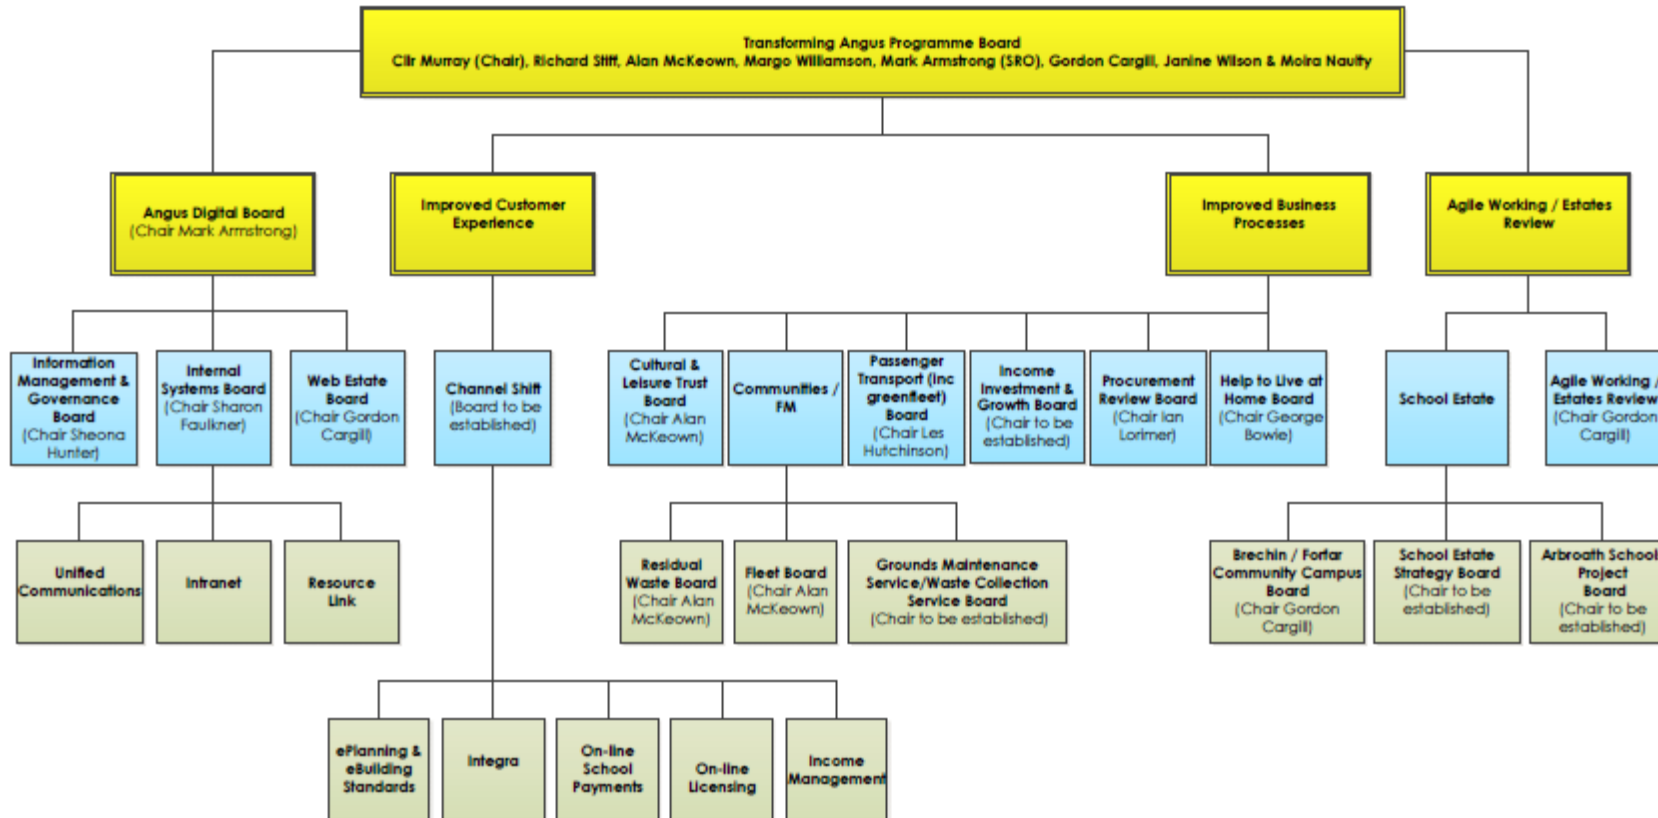 Transforming Angus Programme Board
Cllr Murray (Chair), Richard Stiff, Alan McKeown, Margo Williamson, Mark Armstrong (SRO), Gordon Cargill, Janine Wilson & Moira Naulty
Angus Digital Board
(Chair Mark Armstrong)
Improved Customer
Experience
Improved Business
Processes
Agile Working / Estates
Review
Information
Management &
Governance
Board
(Chair Sheona
Hunter)
Internal
Systems Board
(Chair Sharon
Faulkner)
Web Estate
Board
(Chair Gordon
Cargill)
Channel Shift
(Board to be
established)
Cultural &
Leisure Trust
Board
(Chair Alan
McKeown)
Communities /
FM
Passenger
Transport (inc
greenfleet)
Board
(Chair Les
Hutchinson)
Income
Investment &
Growth Board
(Chair to be
established)
Procurement
Review Board
(Chair Ian
Lorimer)
Help to Live at
Home Board
(Chair George
Bowie)
School Estate
Agile Working /
Estates Review
(Chair Gordon
Cargill)
Unified
Communications
Intranet
Resource
Link
Residual
Waste Board
(Chair Alan
McKeown)
Fleet Board
(Chair Alan
McKeown)
Grounds Maintenance
Service/Waste Collection
Service Board
(Chair to be established)
Brechin / Forfar
Community Campus
Board
(Chair Gordon
Cargill)
School Estate
Strategy Board
(Chair to be
established)
Arbroath Schools
Project
Board
(Chair to be
established)
ePlanning &
eBuilding
Standards
Integra
On-line
School
Payments
On-line
Licensing
Income
Management